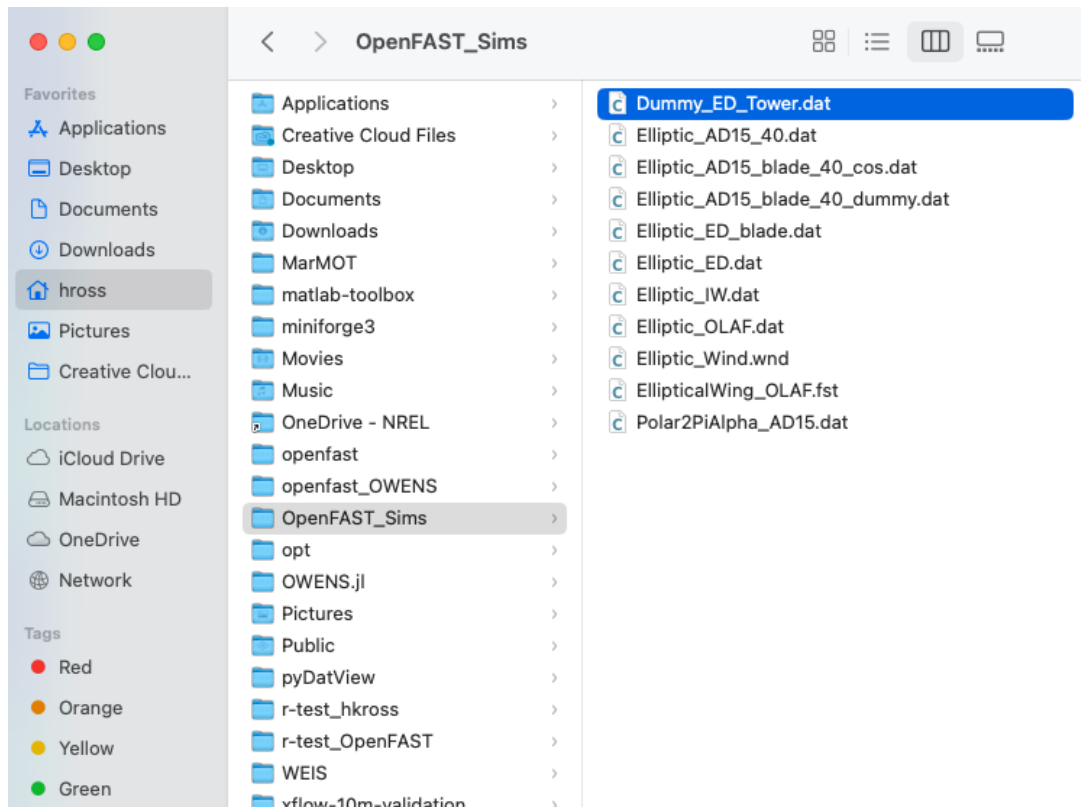 OpenFAST_Sims
Favorites
Applications
Desktop
Documents
Downloads
hross
Pictures
Creative Clou...
Locations
iCloud Drive
Macintosh HD
OneDrive
Network
Tags
Red
Orange
Yellow
Green
Applications
Creative Cloud Files
Desktop
Documents
Downloads
MarMOT
matlab-toolbox
miniforge3
Movies
Music
OneDrive - NREL
openfast
openfast_OWENS
OpenFAST_Sims
opt
OWENS.jl
Pictures
Public
pyDatView
r-test_hkross
r-test_OpenFAST
WEIS
xflow-10m-validation
Dummy_ED_Tower.dat
Elliptic_AD15_40.dat
Elliptic_AD15_blade_40_cos.dat
Elliptic_AD15_blade_40_dummy.dat
Elliptic_ED_blade.dat
Elliptic_ED.dat
Elliptic_IW.dat
Elliptic_OLAF.dat
Elliptic_Wind.wnd
EllipticalWing_OLAF.fst
Polar2PiAlpha_AD15.dat